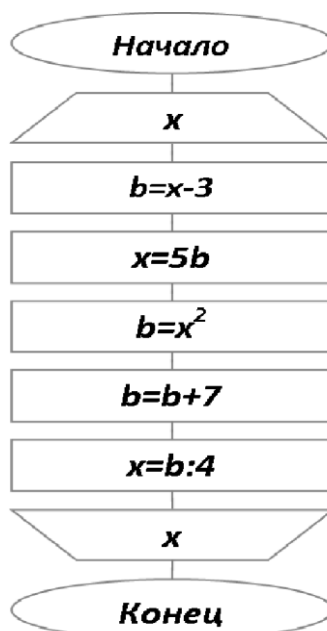 Начало
x
b=x-3
x=5b
b=x²
b=b+7
x=b:4
x
Конец